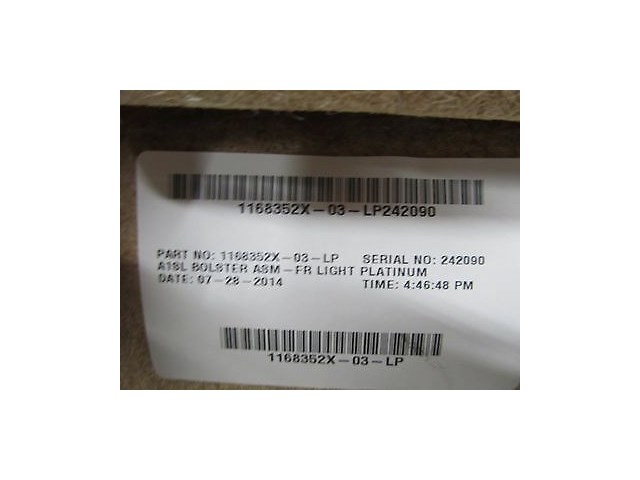 1168352X-03-LP242090
PART NO: 1168352X-03-LP SERIAL NO: 242090
A18L BOLSTER ASM-FR LIGHT PLATINUM
DATE: 07-28-2014 TIME: 4:46:48 PM
1168352X-03-LP